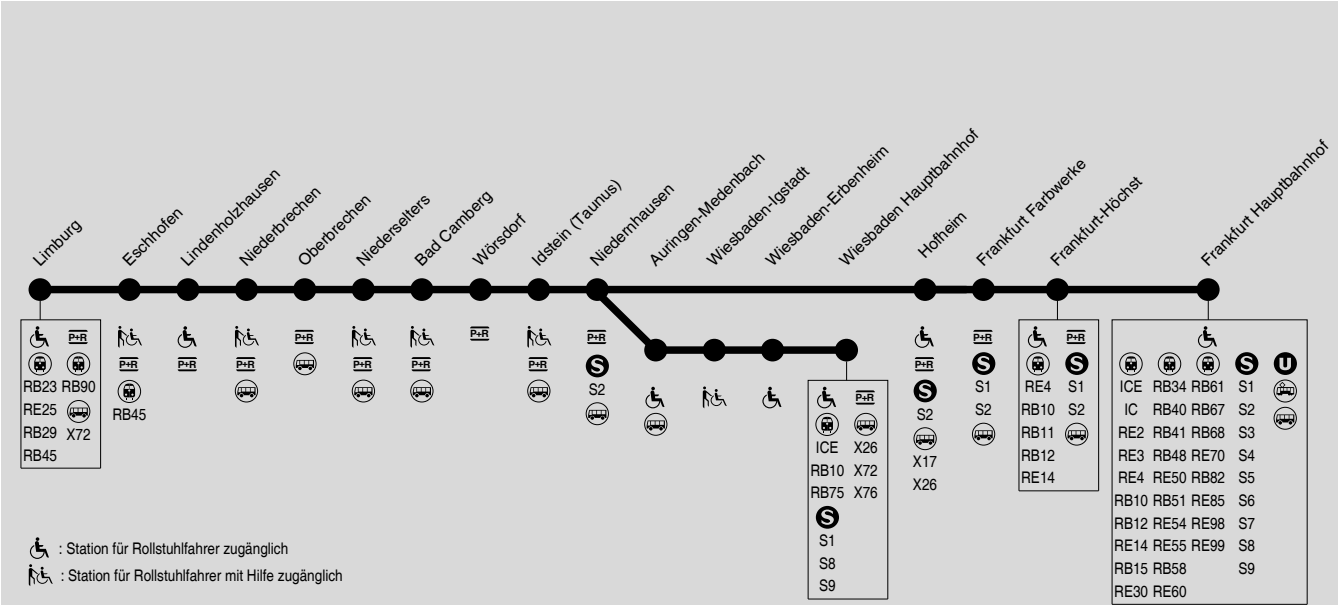 Limburg
Eschhofen
Lindenholzhausen
Niederbrechen
Oberbrechen
Niederselters
Bad Camberg
Wörsdorf
Idstein (Taunus)
Niedernhausen
Auringen-Medenbach
Wiesbaden-Igstadt
Wiesbaden-Erbenheim
Wiesbaden Hauptbahnhof
Hofheim
Frankfurt Farbwerke
Frankfurt-Höchst
Frankfurt Hauptbahnhof
P+R
RB23 RB90
RE25
RB29 X72
RB45
P+R
RB45
P+R
P+R
P+R
P+R
P+R
P+R
P+R
P+R
S
S2
P+R
ICE X26
RB10 X72
RB75 X76
S
S1
S8
S9
P+R
S
S2
X17
X26
P+R
S
S1
S2
P+R
S
RE4 S1
RB10 S2
RB11
RB12
RE14
S U
ICE RB34 RB61 S1
IC RB40 RB67 S2
RE2 RB41 RB68 S3
RE3 RB48 RE70 S4
RE4 RE50 RB82 S5
RB10 RB51 RE85 S6
RB12 RE54 RE98 S7
RE14 RE55 RE99 S8
RB15 RB58 S9
RE30 RE60
: Station für Rollstuhlfahrer zugänglich
: Station für Rollstuhlfahrer mit Hilfe zugänglich